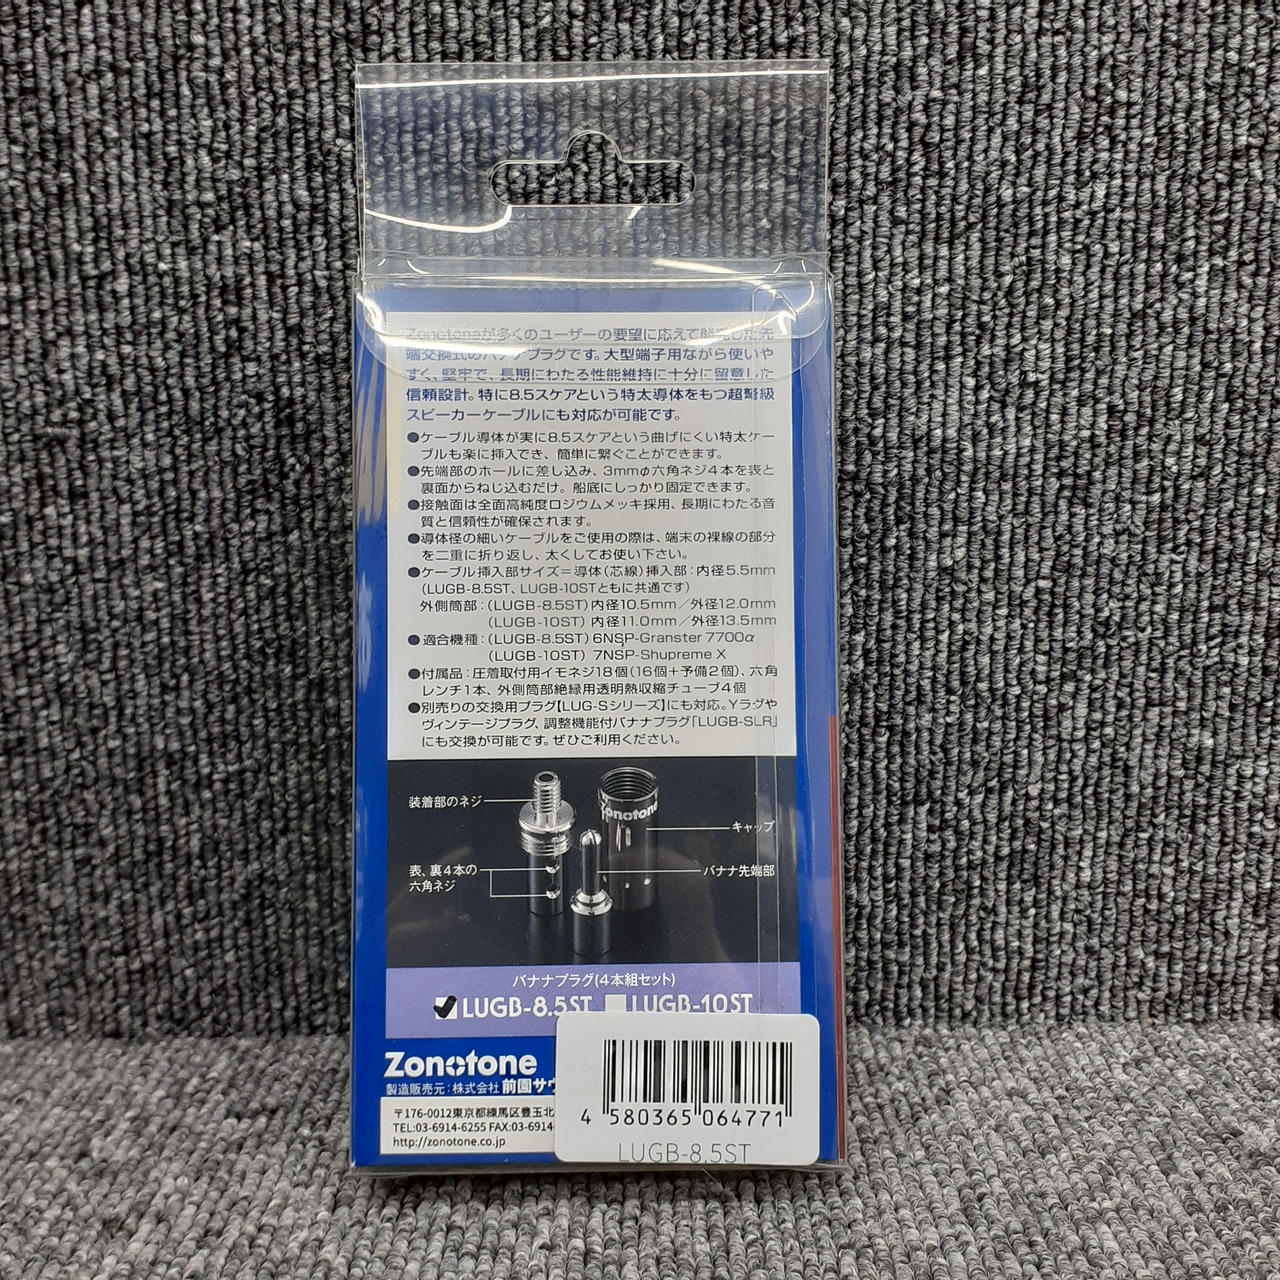 Zonotoneが多くのユーザーの要望に応えて開発した先
端交換式のバナナプラグです。大型端子用ながら使いや
すく、堅牢で、長期にわたる性能維持に十分に留意した
信頼設計。特に8.5スケアという特太導体をもつ超弩級
スピーカーケーブルにも対応が可能です。
●ケーブル導体が実に8.5スケアという曲げにくい特太ケー
ブルも楽に挿入でき、簡単に繋ぐことができます。
●先端部のホールに差し込み、3mmφ六角ネジ4本を表と
裏面からねじ込むだけ。船底にしっかり固定できます。
●接触面は全面高純度ロジウムメッキ採用、長期にわたる音
質と信頼性が確保されます。
●導体径の細いケーブルをご使用の際は、端末の裸線の部分
を二重に折り返し、太くしてお使い下さい。
●ケーブル挿入部サイズ＝導体(芯線)挿入部：内径5.5mm
(LUGB-8.5ST、LUGB-10STともに共通です)
外側筒部：(LUGB-8.5ST)内径10.5mm／外径12.0mm
(LUGB-10ST) 内径11.0mm／外径13.5mm
●適合機種：(LUGB-8.5ST) 6NSP-Granster 7700α
(LUGB-10ST) 7NSP-Shupreme X
●付属品：圧着取付用イモネジ18個(16個＋予備2個)、六角
レンチ1本、外側筒部絶縁用透明熱収縮チューブ4個
●別売りの交換用プラグ【LUG-Sシリーズ】にも対応。Yラグや
ヴィンテージプラグ、調整機能付バナナプラグ「LUGB-SLR」
にも交換が可能です。ぜひご利用ください。
装着部のネジ
Zonotone
キャップ
表、裏4本の
六角ネジ
バナナ先端部
バナナプラグ(4本組セット)
LUGB-8.5ST LUGB-10ST
Zonotone
製造販売元：株式会社 前園サウ
〒176-0012東京都練馬区豊玉北
TEL:03-6914-6255 FAX:03-6914-
http://zonotone.co.jp
4 580365 064771
LUGB-8.5ST